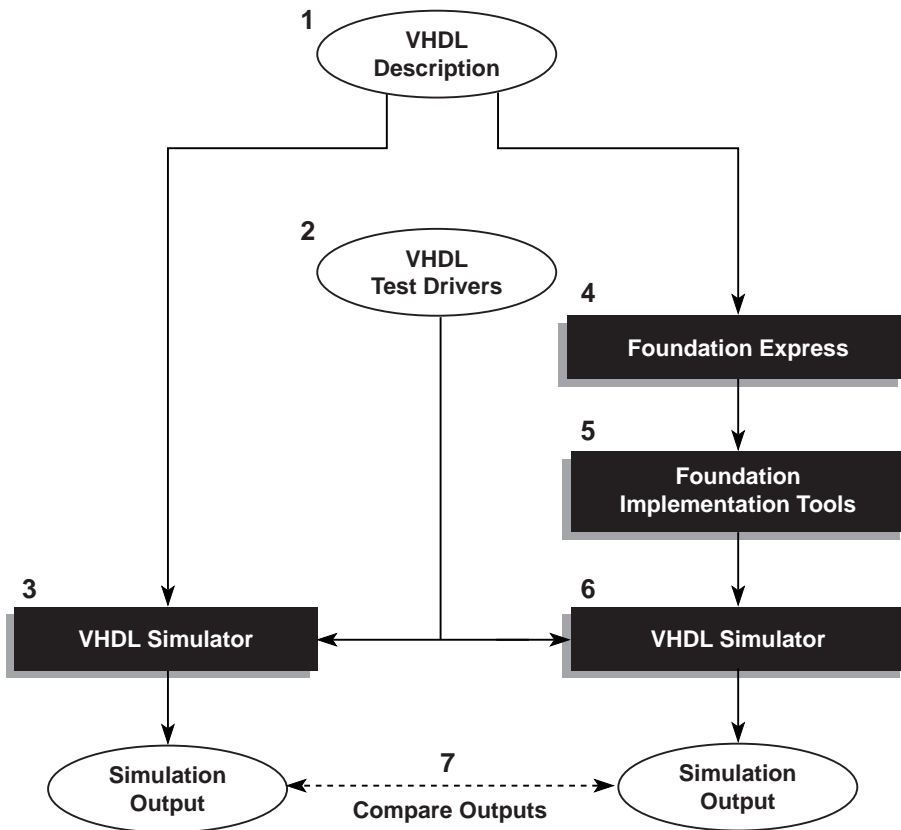 1
VHDL
Description
2
VHDL
Test Drivers
4
Foundation Express
5
Foundation
Implementation Tools
3
VHDL Simulator
6
VHDL Simulator
Simulation
Output
7
Compare Outputs
Simulation
Output